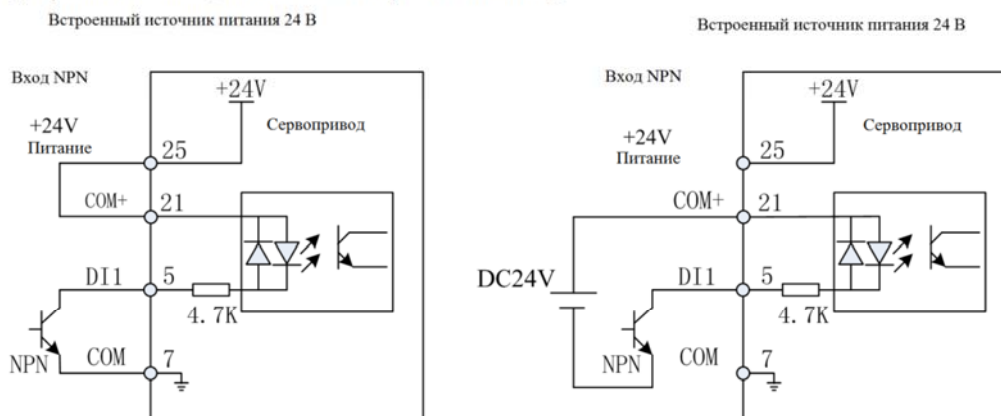 Встроенный источник питания 24 В
Вход NPN
+24V
+24V
Питание
Сервопривод
25
COM+
21
DI1
5
4.7K
NPN
COM
7
Встроенный источник питания 24 В
Вход NPN
+24V
+24V
Питание
Сервопривод
25
COM+
21
DC24V
DI1
5
4.7K
NPN
COM
7